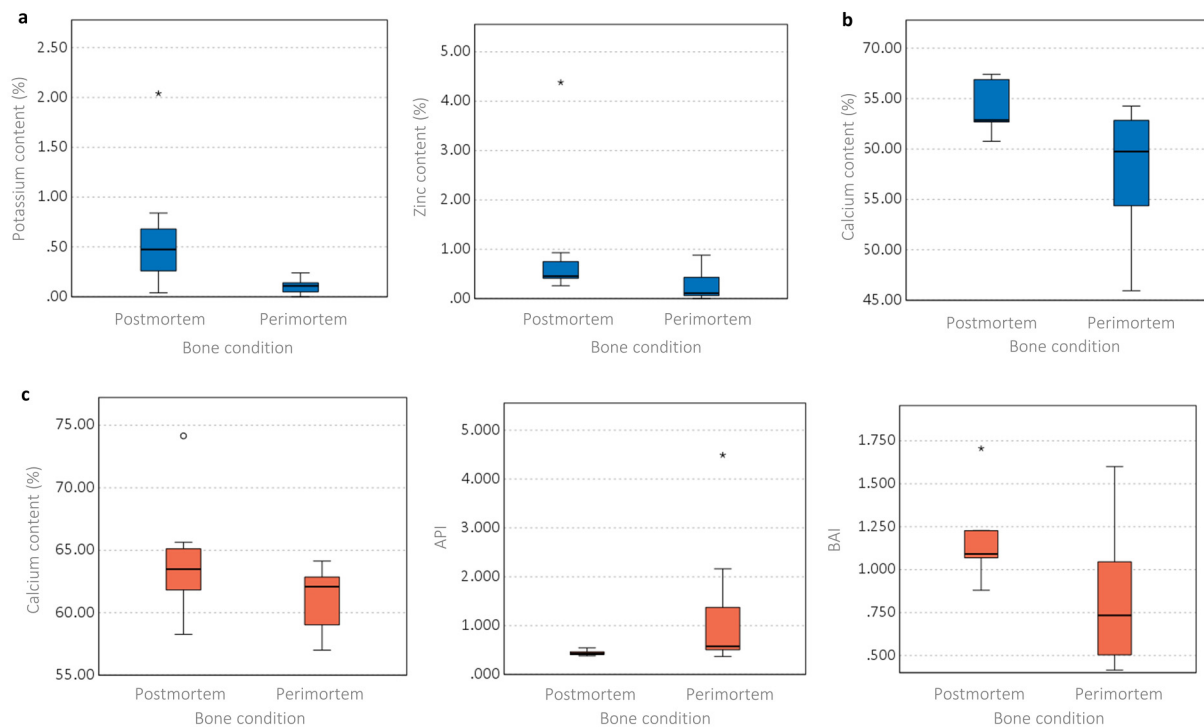 a
Potassium content (%)
2.50
2.00
1.50
1.00
.50
.00
Postmortem Perimortem
Bone condition
Zinc content (%)
5.00
4.00
3.00
2.00
1.00
.00
Postmortem Perimortem
Bone condition
b
Calcium content (%)
70.00
55.00
50.00
55.00
50.00
45.00
Postmortem Perimortem
Bone condition
c
Calcium content (%)
75.00
70.00
65.00
60.00
55.00
Postmortem Perimortem
Bone condition
API
5.000
4.000
3.000
2.000
1.000
.000
Postmortem Perimortem
Bone condition
BAI
1.750
1.500
1.250
1.000
.750
.500
Postmortem Perimortem
Bone condition